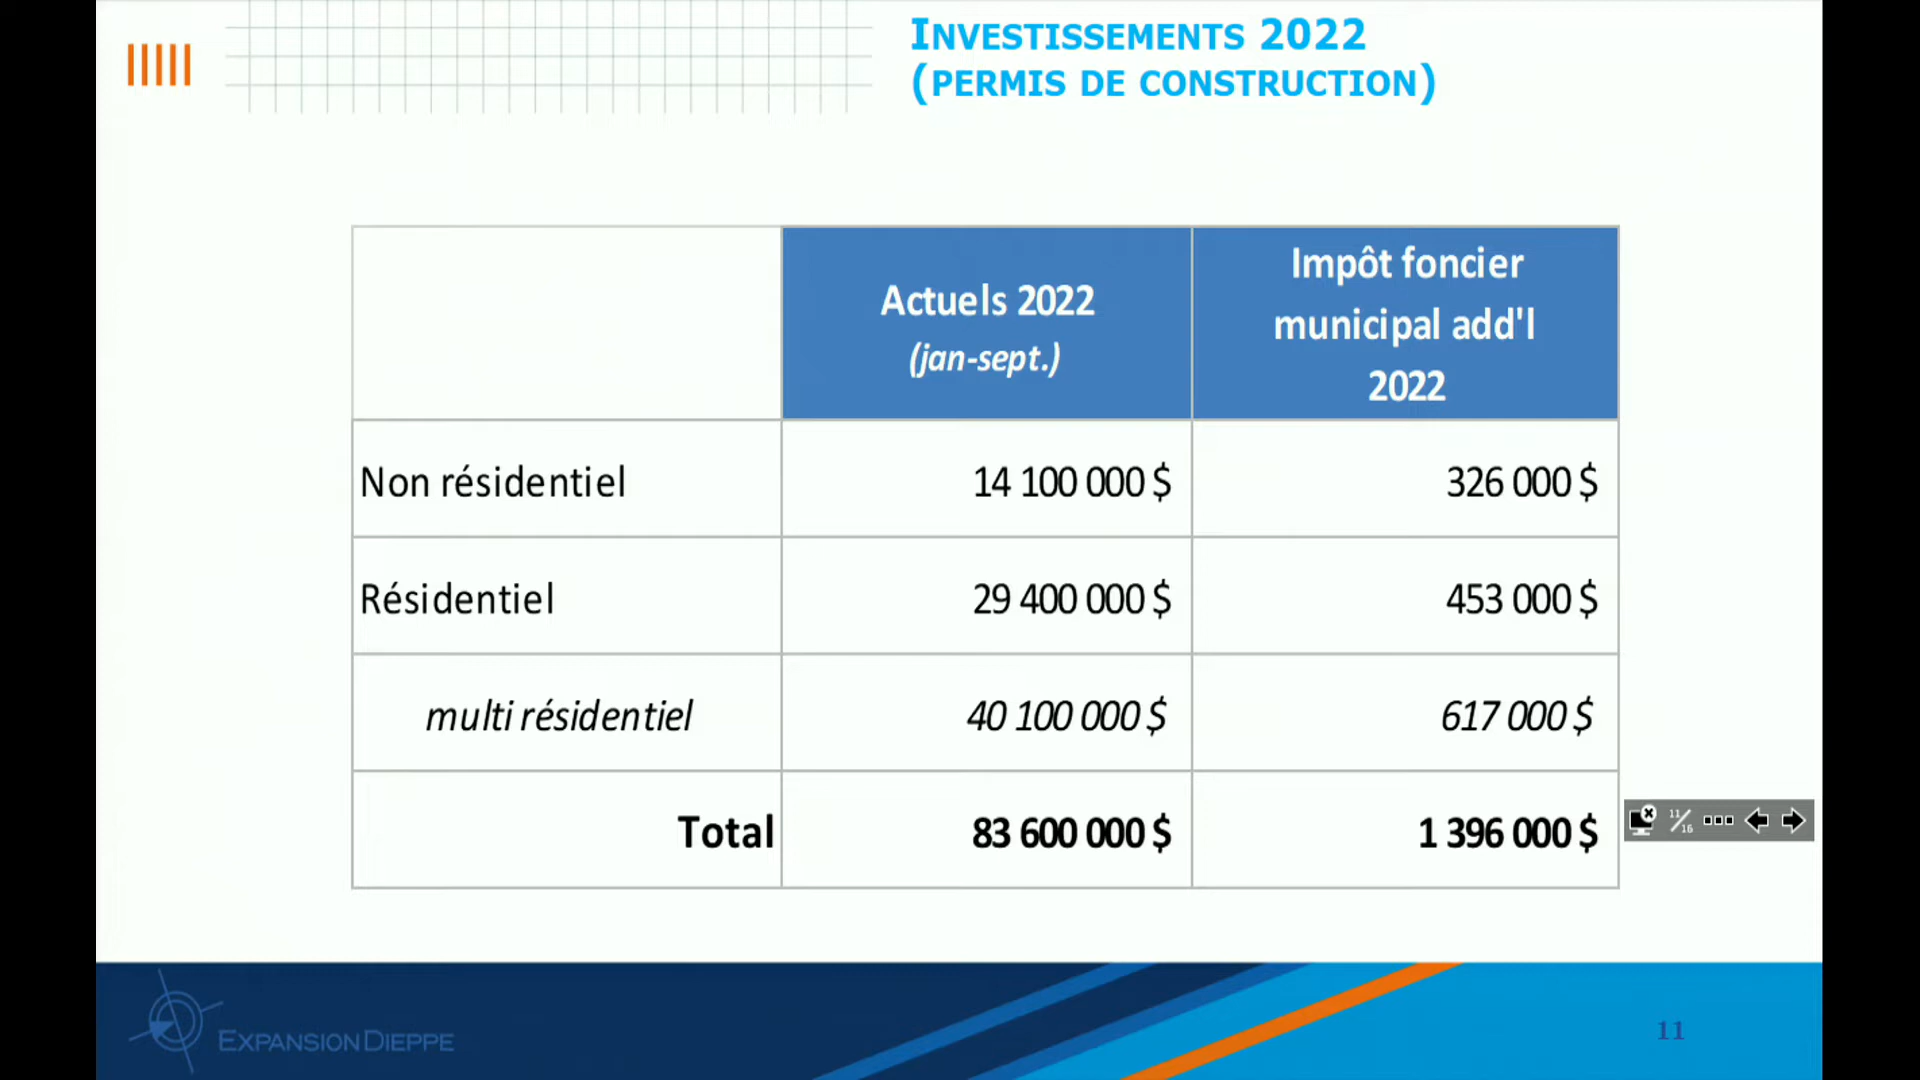 INVESTISSEMENTS 2022
(PERMIS DE CONSTRUCTION)
Actuels 2022
(jan-sept.)
Impôt foncier
municipal add'l
2022
Non résidentiel 14 100 000 $ 326 000 $
Résidentiel 29 400 000 $ 453 000 $
multi résidentiel 40 100 000 $ 617 000 $
Total 83 600 000 $ 1 396 000 $
11/16
EXPANSION DIEPPE
11